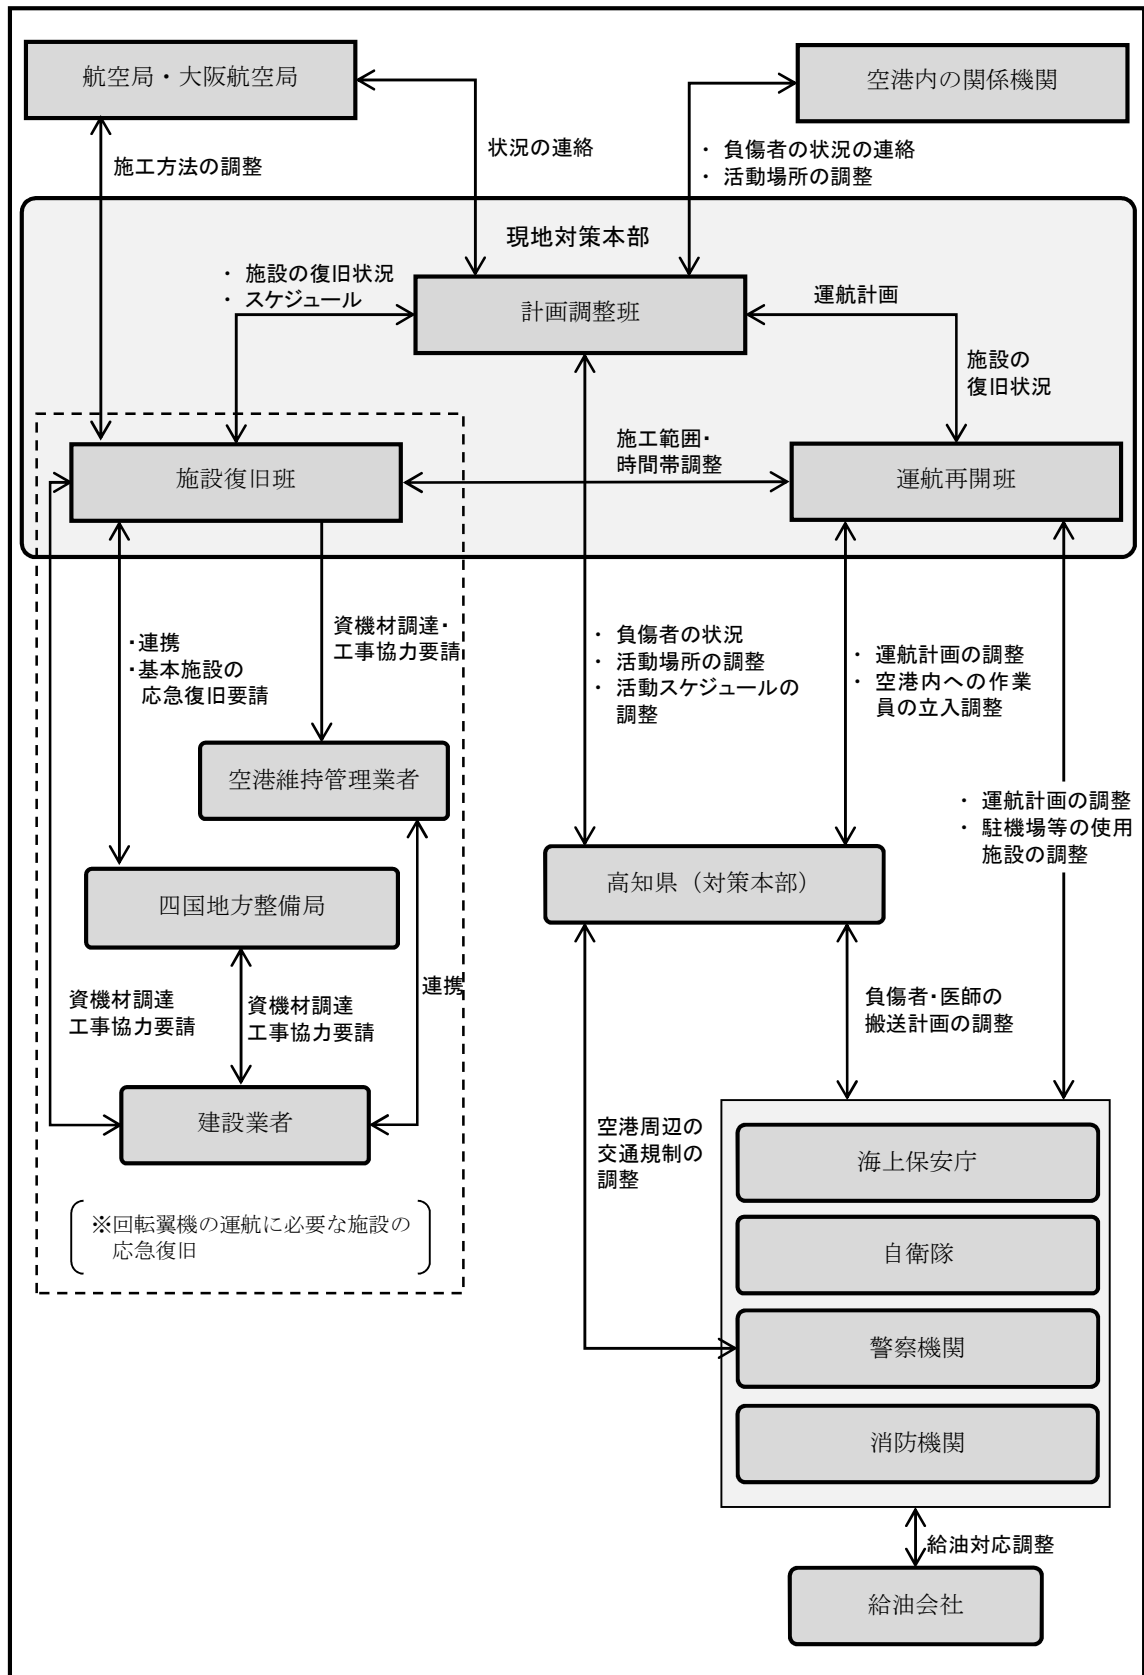 航空局・大阪航空局
空港内の関係機関
施工方法の調整
状況の連絡
・ 負傷者の状況の連絡
・ 活動場所の調整
現地対策本部
・ 施設の復旧状況
・ スケジュール
計画調整班
運航計画
施設の
復旧状況
施設復旧班
施工範囲・
時間帯調整
運航再開班
・連携
・基本施設の
応急復旧要請
資機材調達・
工事協力要請
・ 負傷者の状況
・ 活動場所の調整
・ 活動スケジュールの
調整
・ 運航計画の調整
・ 空港内への作業
員の立入調整
空港維持管理業者
・ 運航計画の調整
・ 駐機場等の使用
施設の調整
四国地方整備局
高知県（対策本部）
資機材調達
工事協力要請
資機材調達
工事協力要請
連携
負傷者・医師の
搬送計画の調整
建設業者
空港周辺の
交通規制の
調整
海上保安庁
自衛隊
警察機関
消防機関
※回転翼機の運航に必要な施設の
応急復旧
給油対応調整
給油会社